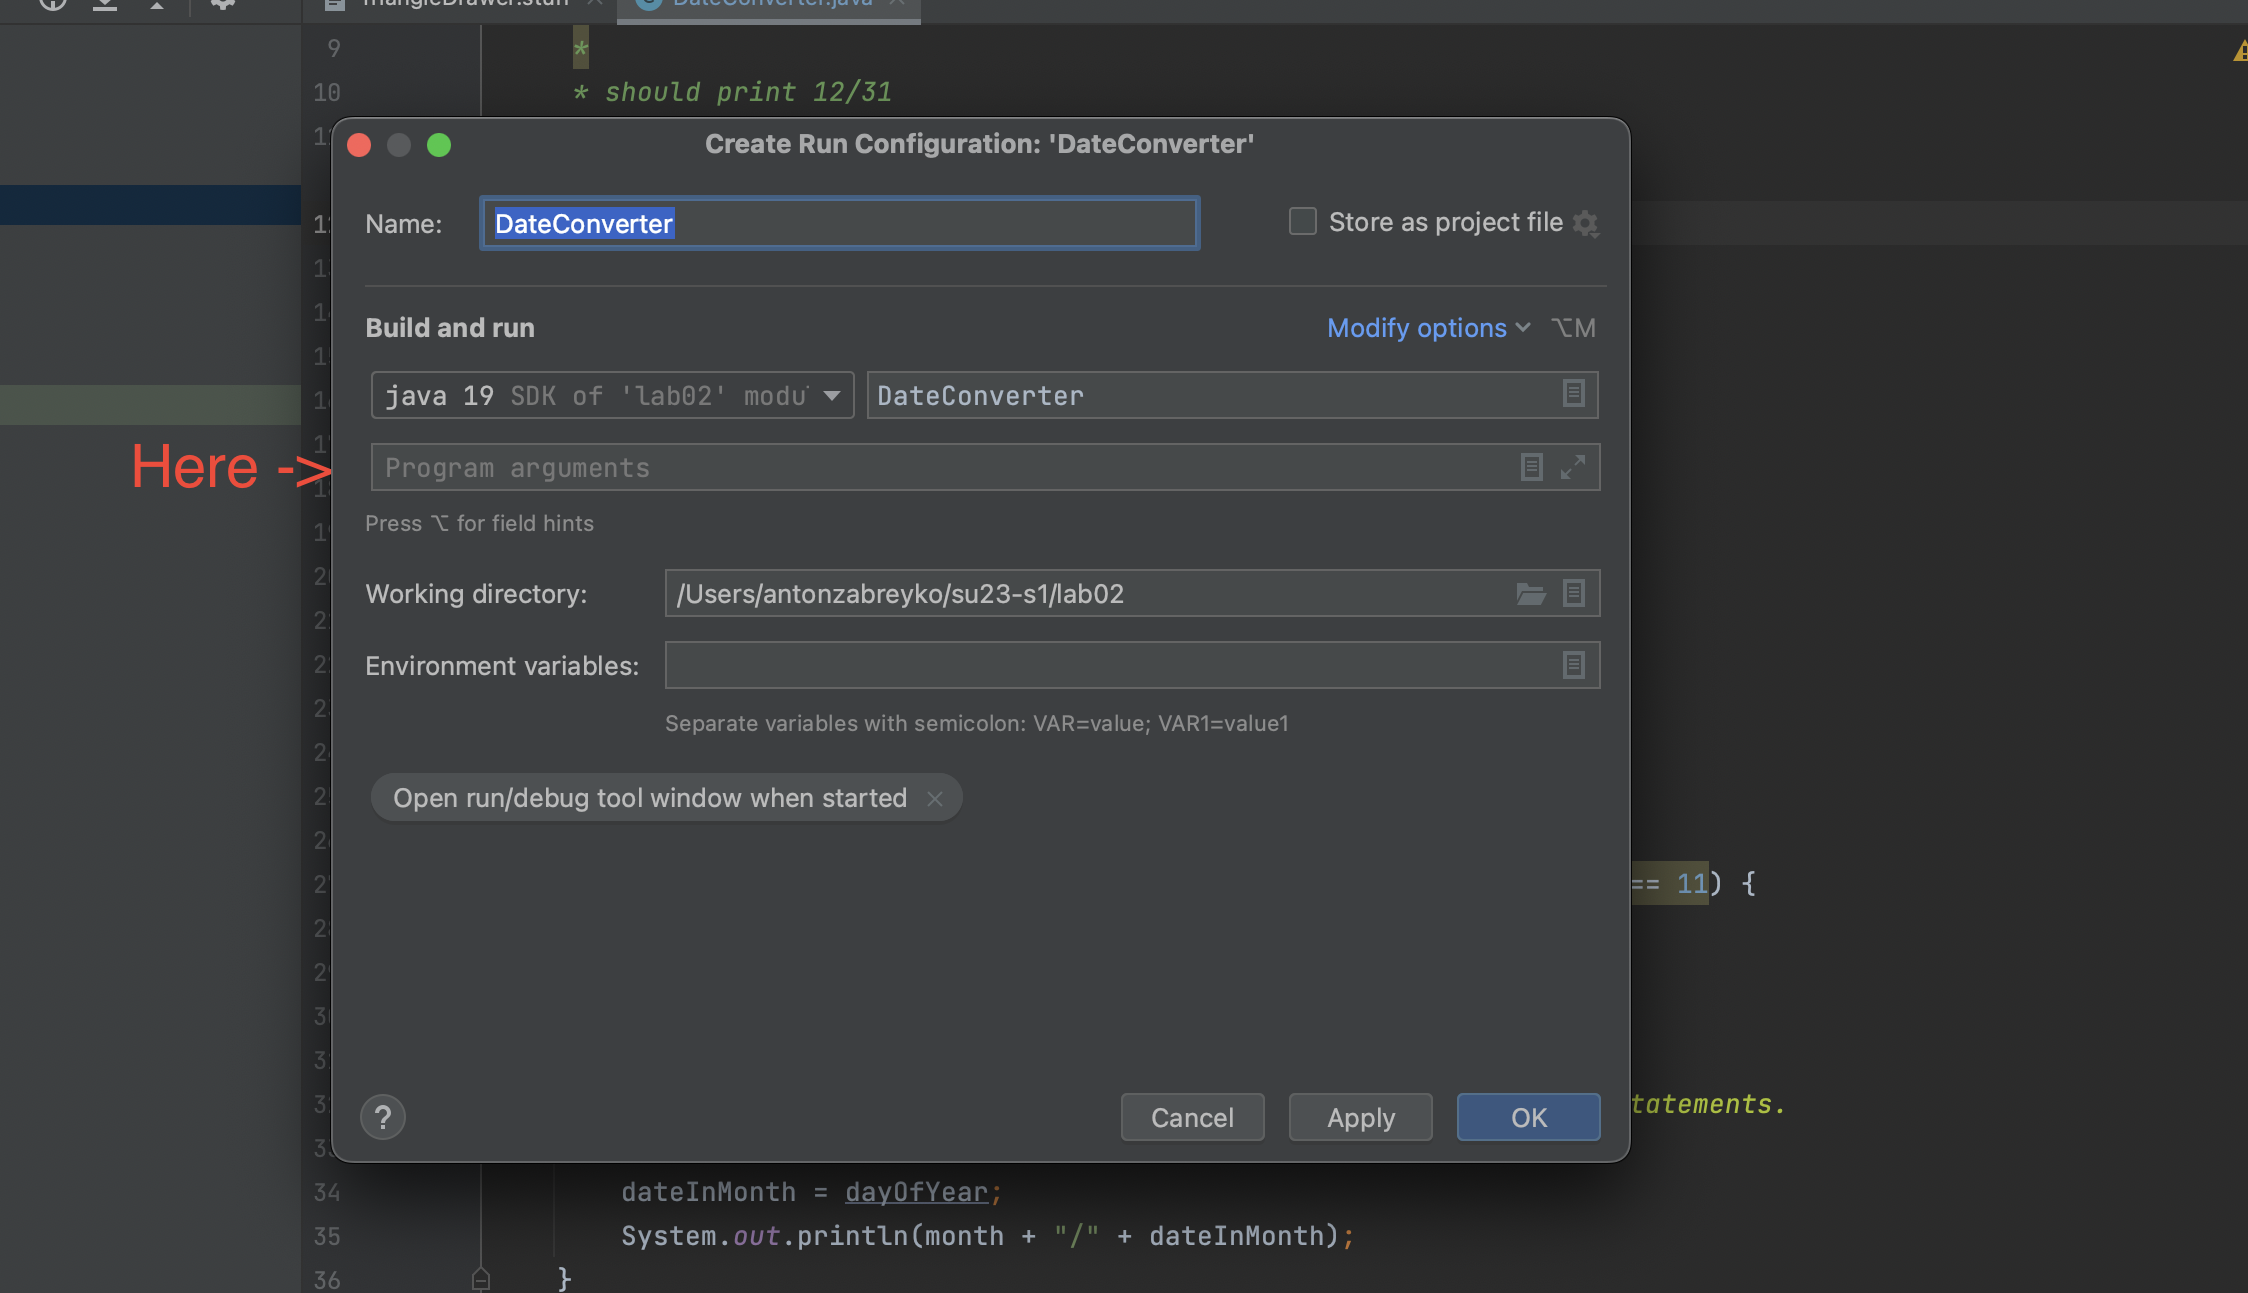 DateConverter.java
9 *
10 * should print 12/31
Create Run Configuration: 'DateConverter'
Name: DateConverter Store as project file
Build and run Modify options ⌥M
java 19 SDK of 'lab02' modu DateConverter
Here -> Program arguments
Press ⌥ for field hints
Working directory: /Users/antonzabreyko/su23-s1/lab02
Environment variables:
Separate variables with semicolon: VAR=value; VAR1=value1
Open run/debug tool window when started
== 11) {
tatements.
? Cancel Apply OK
34 dateInMonth = dayOfYear;
35 System.out.println(month + "/" + dateInMonth);
36 }